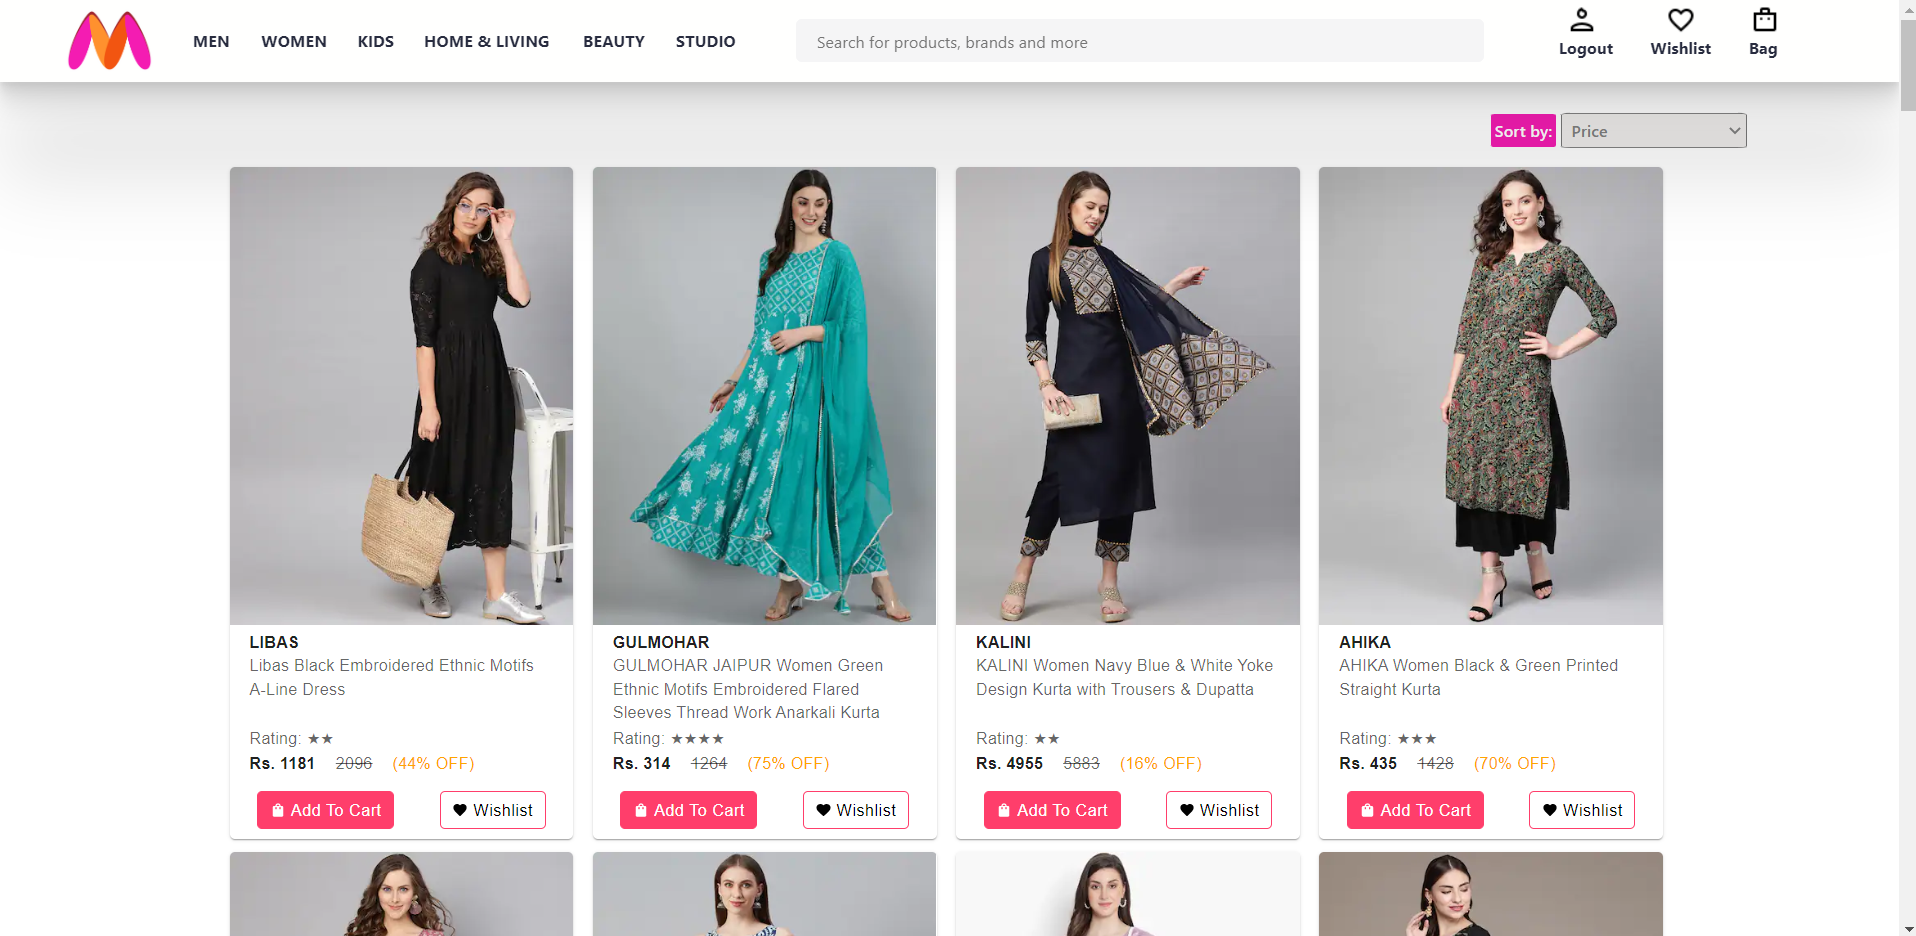 MEN WOMEN KIDS HOME & LIVING BEAUTY STUDIO Search for products, brands and more Logout Wishlist Bag
Sort by: Price
LIBAS
Libas Black Embroidered Ethnic Motifs
A-Line Dress
Rating: ★★
Rs. 1181 2096 (44% OFF)
Add To Cart Wishlist
GULMOHAR
GULMOHAR JAIPUR Women Green
Ethnic Motifs Embroidered Flared
Sleeves Thread Work Anarkali Kurta
Rating: ★★★★
Rs. 314 1264 (75% OFF)
Add To Cart Wishlist
KALINI
KALINI Women Navy Blue & White Yoke
Design Kurta with Trousers & Dupatta
Rating: ★★
Rs. 4955 5883 (16% OFF)
Add To Cart Wishlist
AHIKA
AHIKA Women Black & Green Printed
Straight Kurta
Rating: ★★★
Rs. 435 1428 (70% OFF)
Add To Cart Wishlist